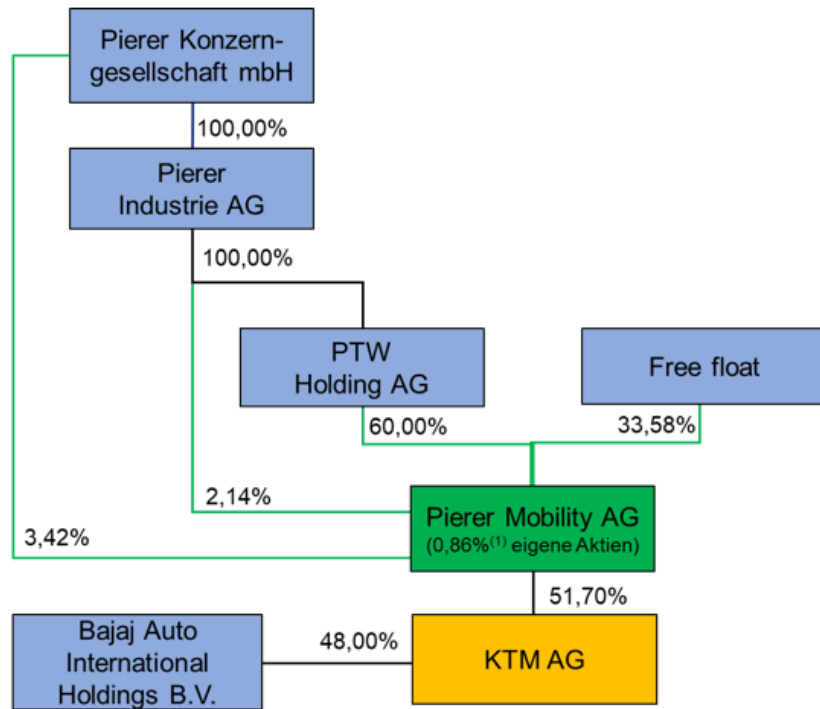 Pierer Konzern-
gesellschaft mbH
100,00%
Pierer
Industrie AG
100,00%
PTW
Holding AG
Free float
60,00%
33,58%
2,14%
3,42%
Pierer Mobility AG
(0,86%(1) eigene Aktien)
51,70%
Bajaj Auto
International
Holdings B.V.
48,00%
KTM AG